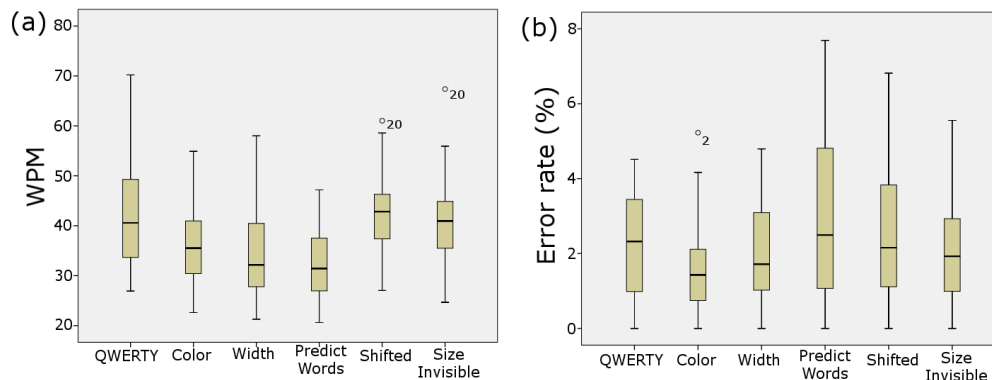 (a)
WPM
80
70
60
50
40
30
20
°20
°20
QWERTY Color Width Predict Words Shifted Size Invisible
(b)
Error rate (%)
8
6
4
2
0
°2
QWERTY Color Width Predict Words Shifted Size Invisible